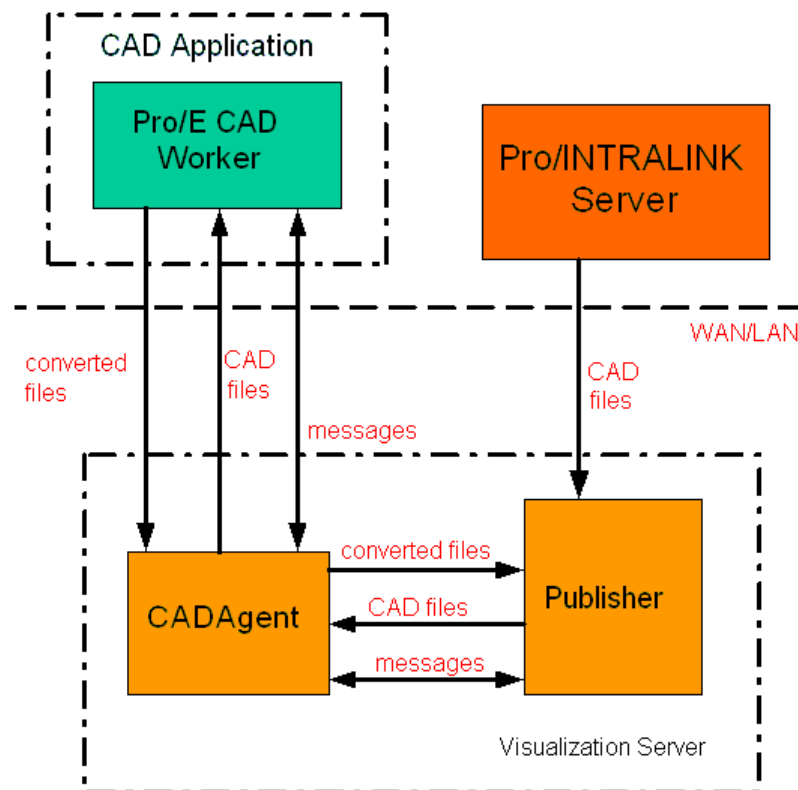 CAD Application
Pro/E CAD
Worker
Pro/INTRALINK
Server
WAN/LAN
converted
files
CAD
files
messages
CAD
files
converted files
CAD files
messages
CADAgent
Publisher
Visualization Server